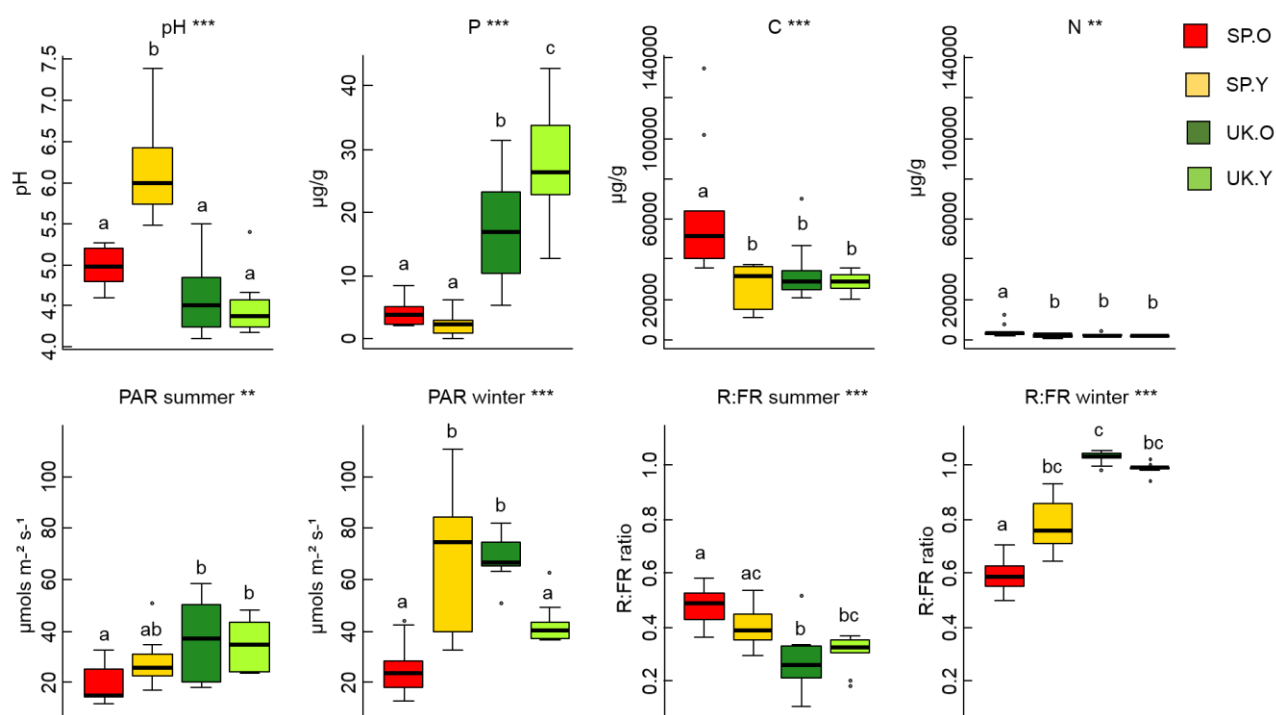 pH ***
pH
7.5
7.0
6.5
6.0
5.5
5.0
4.5
4.0
a
b
a
a
P ***
µg/g
40
30
20
10
0
a
a
b
c
C ***
µg/g
140000
100000
60000
20000
0
a
b
b
b
N **
µg/g
140000
100000
60000
20000
0
a
b
b
b
SP.O
SP.Y
UK.O
UK.Y
PAR summer **
µmols m-² s-¹
100
80
60
40
20
a
ab
b
b
PAR winter ***
µmols m-² s-¹
100
80
60
40
20
a
b
b
a
R:FR summer ***
R:FR ratio
1.0
0.8
0.6
0.4
0.2
a
ac
b
bc
R:FR winter ***
R:FR ratio
1.0
0.8
0.6
0.4
0.2
a
bc
c
bc